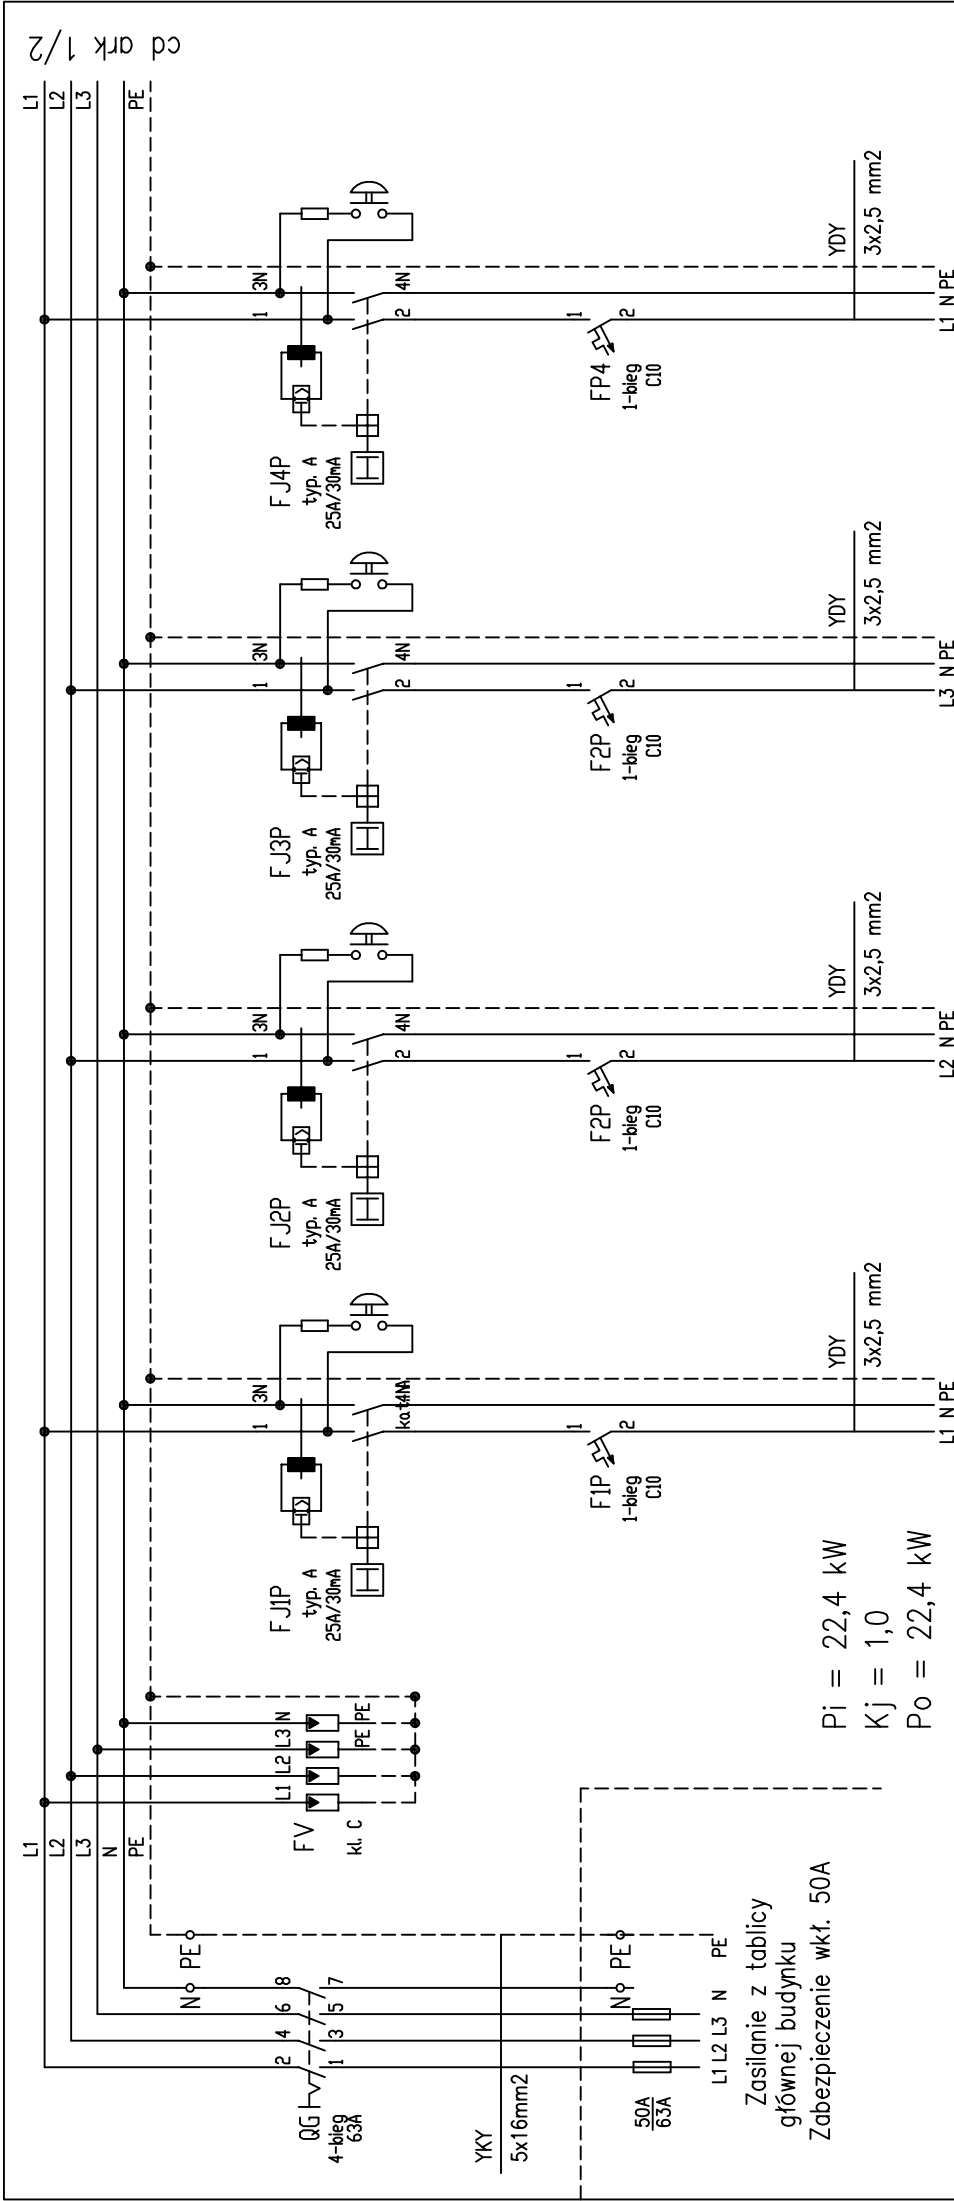 cd ark 1/2
L1
L2
L3
PE
L1
L2
L3
N
PE
N
PE
2
4
6
8
1
3
5
7
QG
4-bieg
63A
YKY
5x16mm2
N
PE
50A
63A
L1 L2 L3 N PE
Zasilanie z tablicy
głównej budynku
Zabezpieczenie wkł. 50A
L1 L2 L3 N
FV
kl. C
PE PE
Pi = 22,4 kW
Kj = 1,0
Po = 22,4 kW
1
3N
FJ1P
typ. A
25A/30mA
1
2
F1P
1-bieg
C10
YDY
3x2,5 mm2
L1 N PE
1
3N
FJ2P
typ. A
25A/30mA
2
4N
1
2
F2P
1-bieg
C10
YDY
3x2,5 mm2
L2 N PE
1
3N
FJ3P
typ. A
25A/30mA
2
4N
1
2
F2P
1-bieg
C10
YDY
3x2,5 mm2
L3 N PE
1
3N
FJ4P
typ. A
25A/30mA
2
4N
1
2
FP4
1-bieg
C10
YDY
3x2,5 mm2
L1 N PE